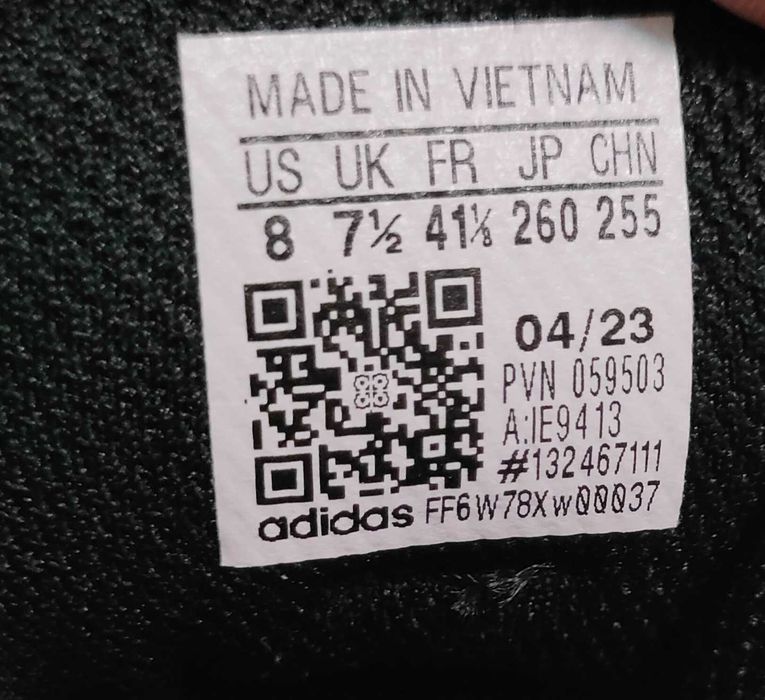 MADE IN VIETNAM
US UK FR JP CHN
8 7½ 41⅓ 260 255
04/23
PVN 059503
A:IE9413
#132467111
adidas FF6W78Xw00037